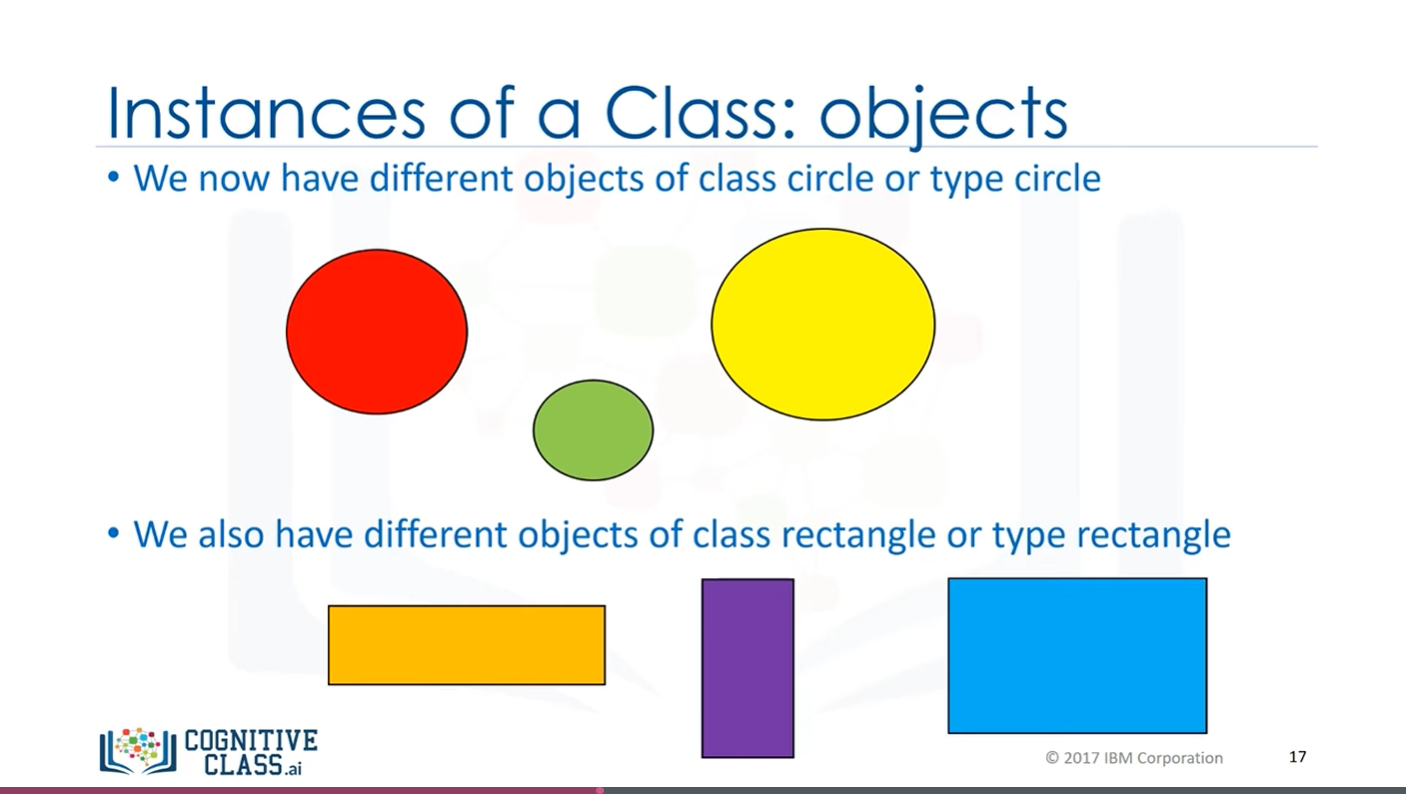 Instances of a Class: objects
• We now have different objects of class circle or type circle
• We also have different objects of class rectangle or type rectangle
COGNITIVE
CLASS.ai
© 2017 IBM Corporation
17